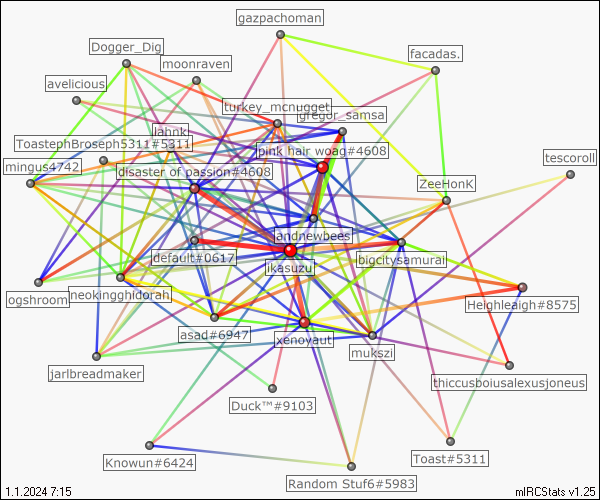 gazpachoman
Dogger_Dig
facadas.
moonraven
avelicious
turkey_mcnugget
gregor_samsa
lahnk
ToastephBroseph5311#5311
pink hair woag#4608
mingus4742
disaster of passion#4608
tescoroll
ZeeHonK
andnewbees
default#0617
bigcitysamurai
ikasuzu
neokingghidorah
ogshroom
Heighleaigh#8575
asad#6947
xenoyaut
mukszi
jarlbreadmaker
thiccusboiusalexusjoneus
Duck™#9103
Knowun#6424
Toast#5311
Random Stuf6#5983
1.1.2024 7:15
mIRCStats v1.25